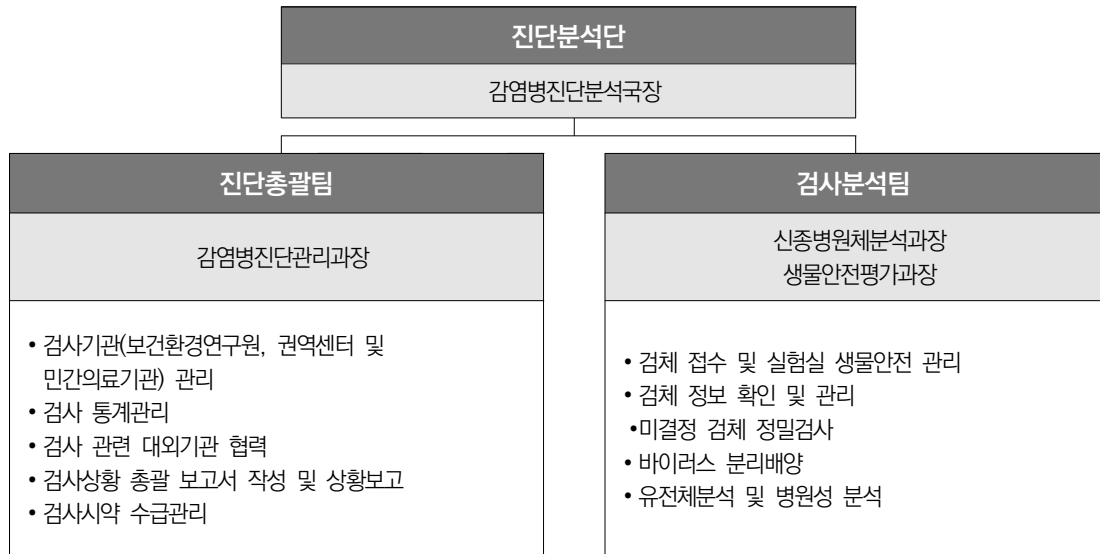 진단분석단
감염병진단분석국장
진단총괄팀
감염병진단관리과장
• 검사기관(보건환경연구원, 권역센터 및
민간의료기관) 관리
• 검사 통계관리
• 검사 관련 대외기관 협력
• 검사상황 총괄 보고서 작성 및 상황보고
• 검사시약 수급관리
검사분석팀
신종병원체분석과장
생물안전평가과장
• 검체 접수 및 실험실 생물안전 관리
• 검체 정보 확인 및 관리
•미결정 검체 정밀검사
• 바이러스 분리배양
• 유전체분석 및 병원성 분석